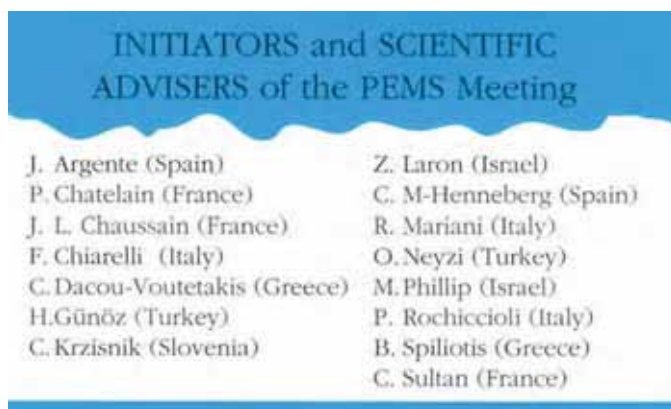 INITIATORS and SCIENTIFIC
ADVISERS of the PEMS Meeting
J. Argente (Spain)
P. Chatelain (France)
J. L. Chaussain (France)
F. Chiarelli (Italy)
C. Dacou-Voutetakis (Greece)
H.Günöz (Turkey)
C. Krzisnik (Slovenia)
Z. Laron (Israel)
C. M-Henneberg (Spain)
R. Mariani (Italy)
O. Neyzi (Turkey)
M. Phillip (Israel)
P. Rochiccioli (Italy)
B. Spiliotis (Greece)
C. Sultan (France)